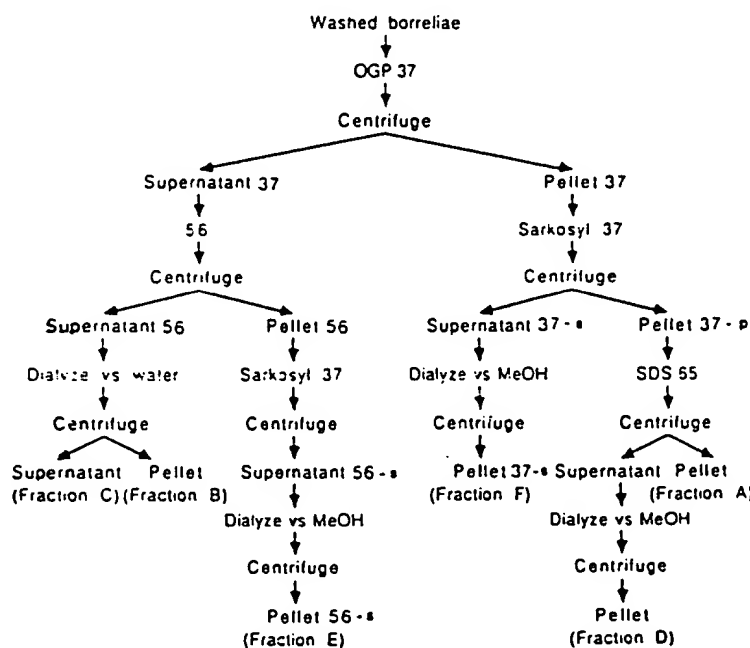 Washed borreliae
OGP 37
Centrifuge
Supernatant 37 Pellet 37
56 Sarkosyl 37
Centrifuge Centrifuge
Supernatant 56 Pellet 56 Supernatant 37-s Pellet 37-p
Dialyze vs water Sarkosyl 37 Dialyze vs MeOH SDS 65
Centrifuge Centrifuge Centrifuge Centrifuge
Supernatant Pellet Supernatant 56-s Pellet 37-s Supernatant Pellet
(Fraction C) (Fraction B) (Fraction F) (Fraction A)
Dialyze vs MeOH Dialyze vs MeOH
Centrifuge Centrifuge
Pellet 56-s Pellet
(Fraction E) (Fraction D)